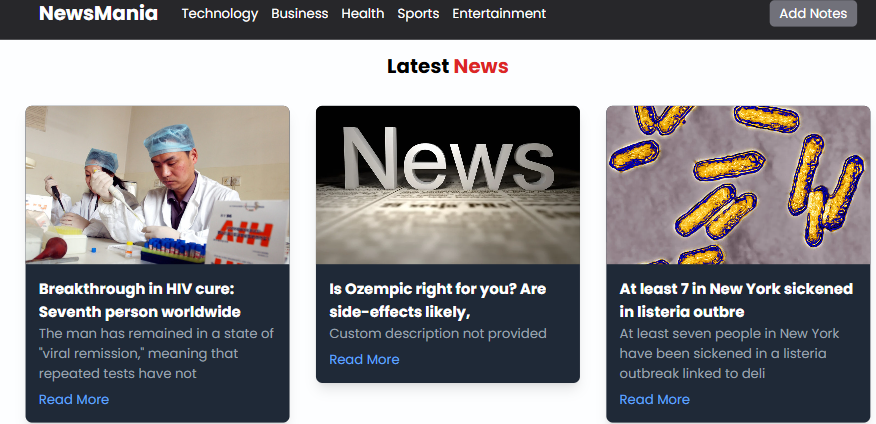 NewsMania Technology Business Health Sports Entertainment Add Notes
Latest News
AIH
News
Breakthrough in HIV cure:
Seventh person worldwide
The man has remained in a state of
"viral remission," meaning that
repeated tests have not
Read More
Is Ozempic right for you? Are
side-effects likely,
Custom description not provided
Read More
At least 7 in New York sickened
in listeria outbre
At least seven people in New York
have been sickened in a listeria
outbreak linked to deli
Read More